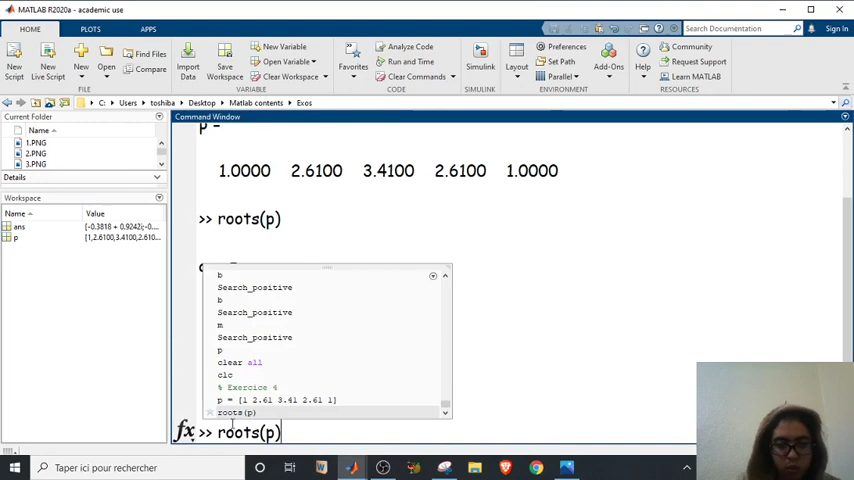 MATLAB R2020a - academic use
HOME PLOTS APPS
Search Documentation Sign In
New Script
New Live Script
New
Open
Find Files
Compare
Import Data
Save Workspace
New Variable
Open Variable
Clear Workspace
Favorites
Analyze Code
Run and Time
Clear Commands
Simulink
Layout
Preferences
Set Path
Parallel
Add-Ons
Help
Community
Request Support
Learn MATLAB
FILE VARIABLE CODE SIMULINK ENVIRONMENT RESOURCES
C: Users toshiba Desktop Matlab contents Exos
Current Folder
Name
1.PNG
2.PNG
3.PNG
Details
Workspace
Name Value
ans [-0.3818 + 0.9242i;-0....
p [1,2.6100,3.4100,2.610...
Command Window
p =
1.0000 2.6100 3.4100 2.6100 1.0000
>> roots(p)
b
Search_positive
b
Search_positive
m
Search_positive
p
clear all
clc
% Exercice 4
p = [1 2.61 3.41 2.61 1]
roots(p)
fx >> roots(p)
Taper ici pour rechercher